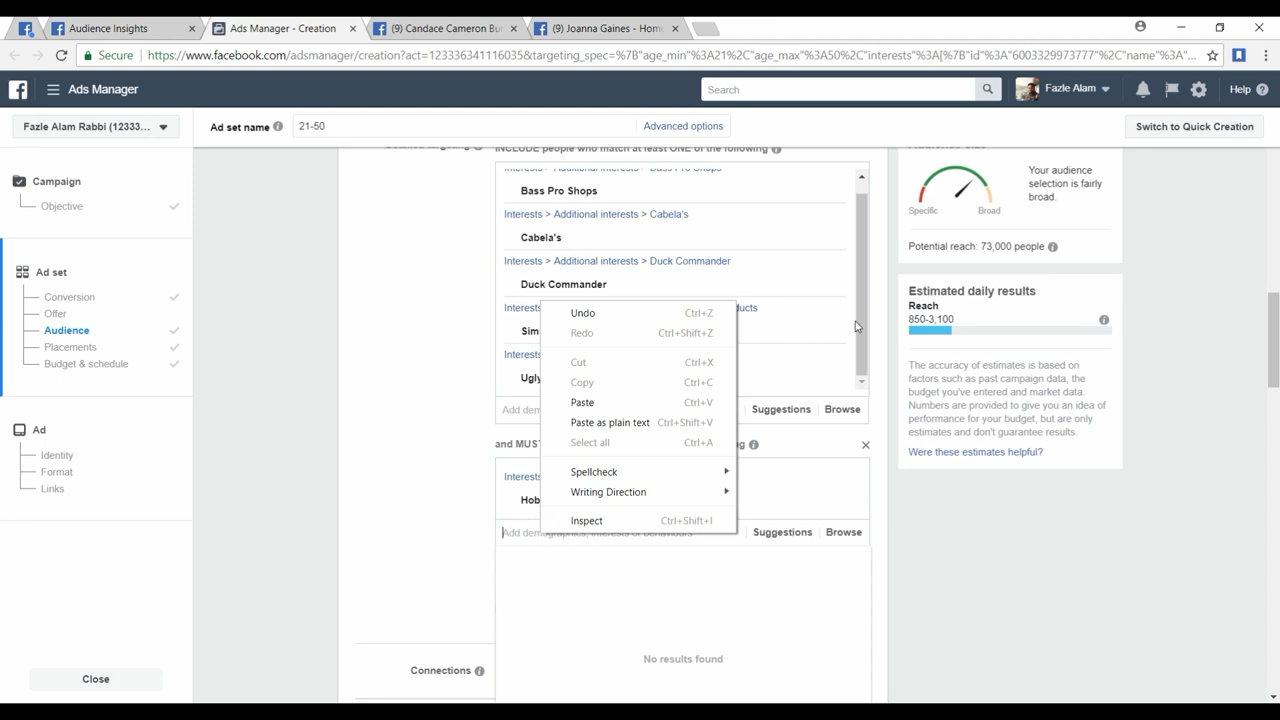 Audience Insights
Ads Manager - Creation
(9) Candace Cameron Bu
(9) Joanna Gaines - Hom
Secure
https://www.facebook.com/adsmanager/creation?act=123336341116035&targeting_spec=%7B"age_min"%3A21%2C"age_max"%3A50%2C"interests"%3A[%7B"id"%3A"6003329973777"%2C"name"%3A"...
Ads Manager
Search
Fazle Alam
Help
Fazle Alam Rabbi (12333...
Ad set name
21-50
Advanced options
Switch to Quick Creation
INCLUDE people who match at least ONE of the following
Interests > Additional interests > Bass Pro Shops
Bass Pro Shops
Interests > Additional interests > Cabela's
Cabela's
Interests > Additional interests > Duck Commander
Duck Commander
Interests
ucts
Sim
Interests
Ugly
Add dem
Suggestions
Browse
and MUST
ng
Interests
Hob
Add demographics, interests or behaviours
Suggestions
Browse
No results found
Connections
Undo Ctrl+Z
Redo Ctrl+Shift+Z
Cut Ctrl+X
Copy Ctrl+C
Paste Ctrl+V
Paste as plain text Ctrl+Shift+V
Select all Ctrl+A
Spellcheck
Writing Direction
Inspect Ctrl+Shift+I
Campaign
Objective
Ad set
Conversion
Offer
Audience
Placements
Budget & schedule
Ad
Identity
Format
Links
Close
Your audience
selection is fairly
broad.
Specific
Broad
Potential reach: 73,000 people
Estimated daily results
Reach
850-3,100
The accuracy of estimates is based on
factors such as past campaign data, the
budget you've entered and market data.
Numbers are provided to give you an idea of
performance for your budget, but are only
estimates and don't guarantee results.
Were these estimates helpful?